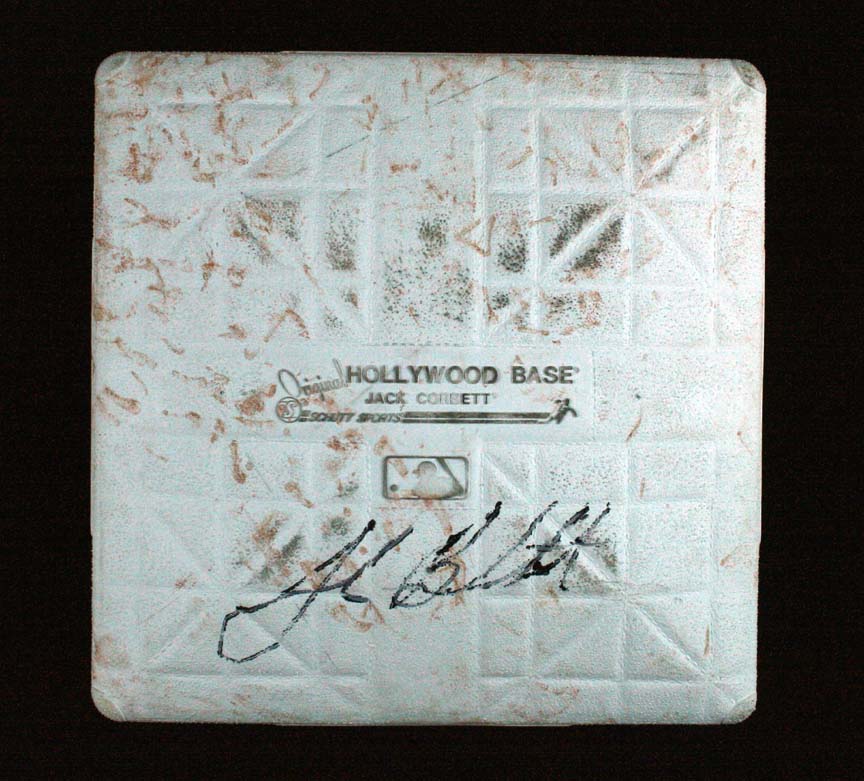 Original HOLLYWOOD BASE®
JACK CORBETT
SCHUTT SPORTS